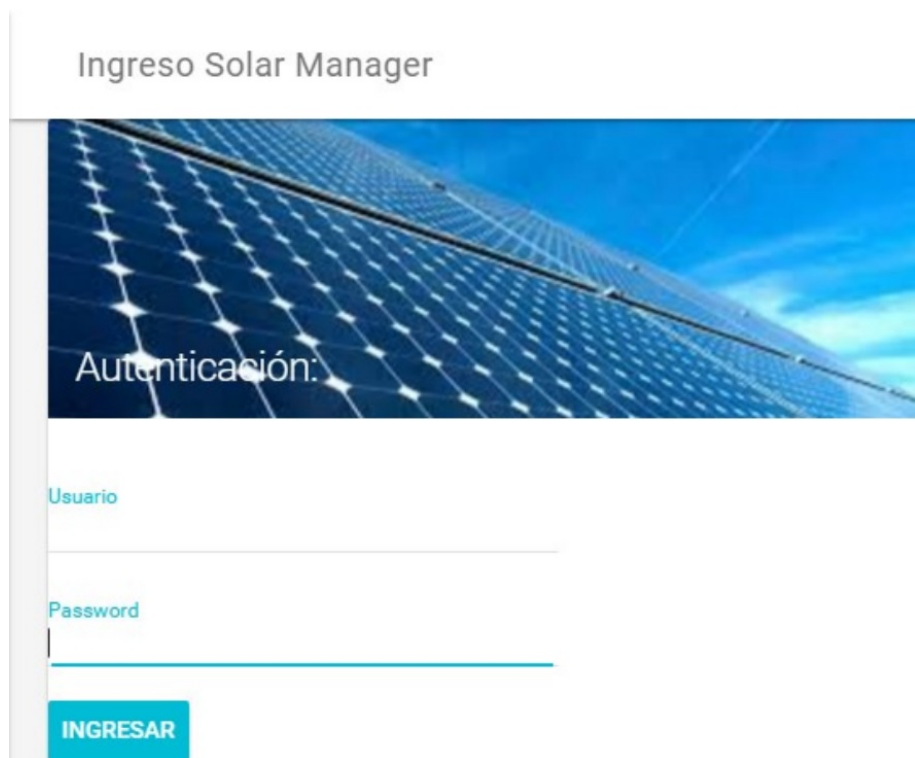 Ingreso Solar Manager
Autenticación:
Usuario
Password
INGRESAR